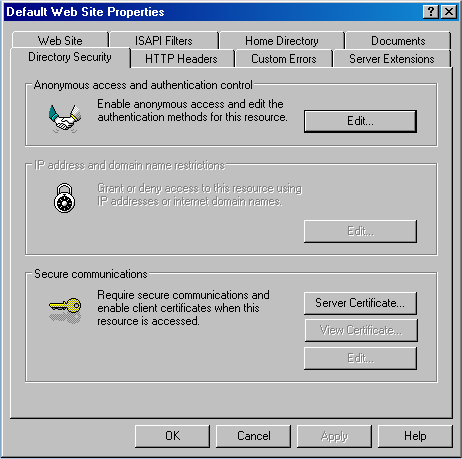 Default Web Site Properties
Web Site ISAPI Filters Home Directory Documents
Directory Security HTTP Headers Custom Errors Server Extensions
Anonymous access and authentication control
Enable anonymous access and edit the
authentication methods for this resource.
Edit...
IP address and domain name restrictions
Grant or deny access to this resource using
IP addresses or internet domain names.
Edit...
Secure communications
Require secure communications and
enable client certificates when this
resource is accessed.
Server Certificate...
View Certificate...
Edit...
OK Cancel Apply Help